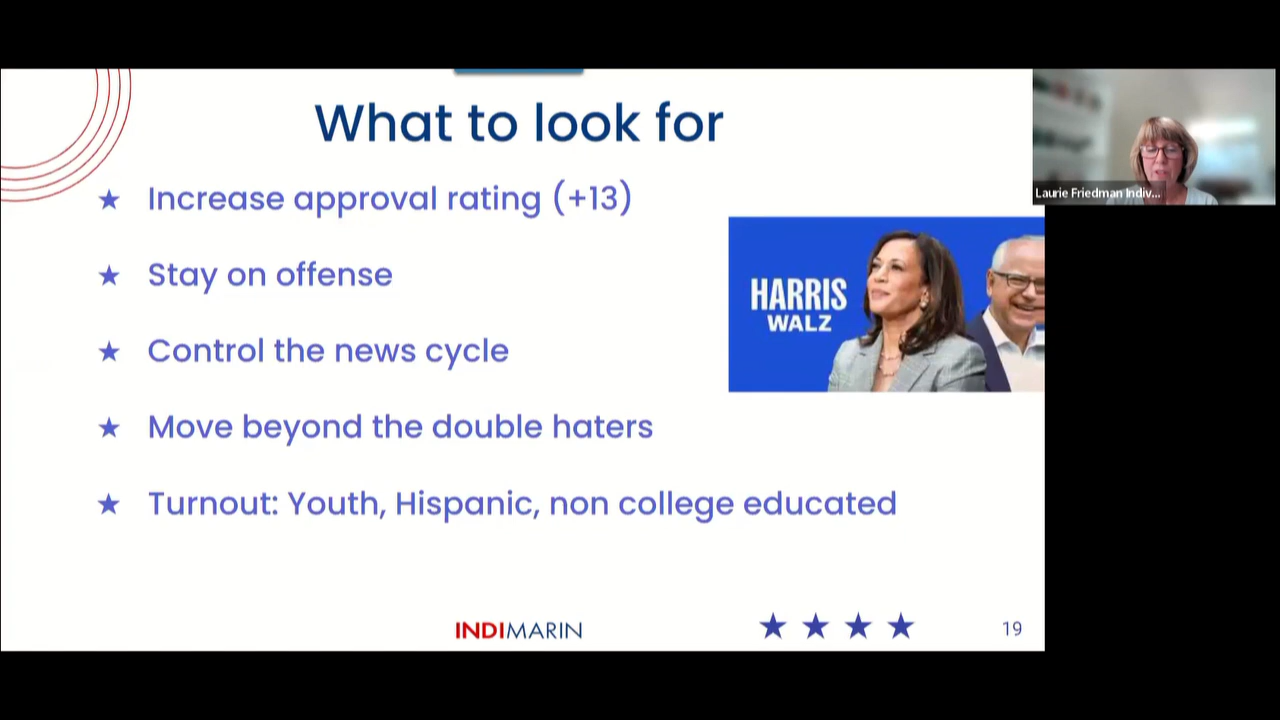 What to look for
★ Increase approval rating (+13)
★ Stay on offense
★ Control the news cycle
★ Move beyond the double haters
★ Turnout: Youth, Hispanic, non college educated
HARRIS
WALZ
Laurie Friedman Indiv...
INDIMARIN
19